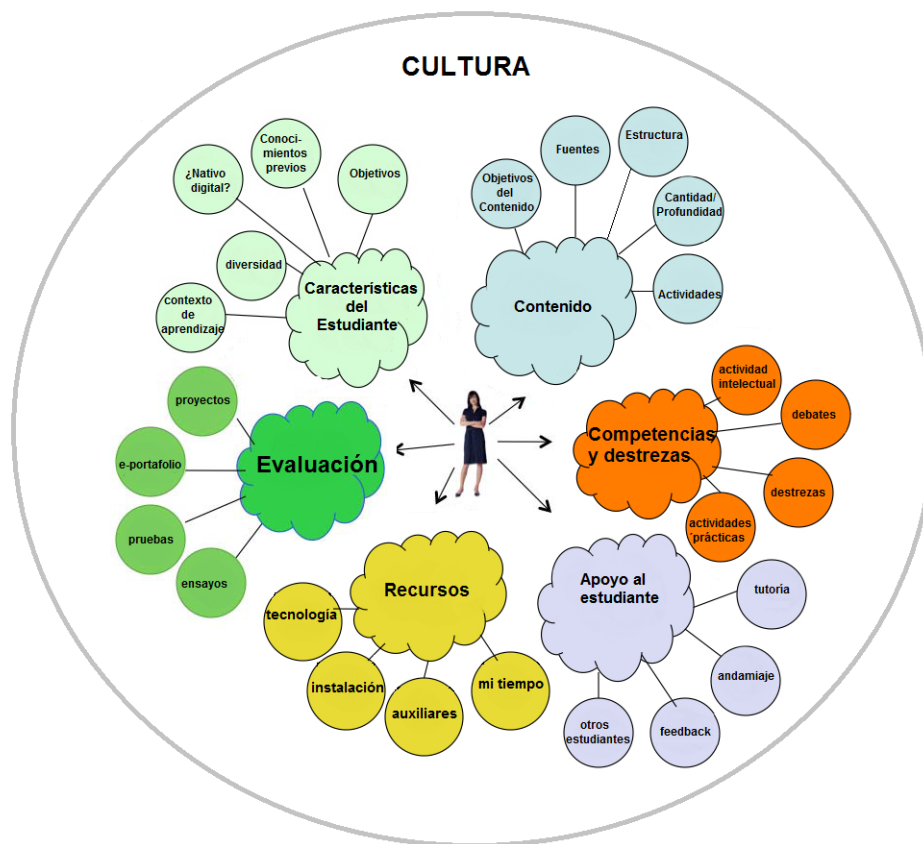 CULTURA
Conoci-
mientos
previos
¿Nativo
digital?
Objetivos
diversidad
contexto
de
aprendizaje
Características
del
Estudiante
Estructura
Fuentes
Objetivos
del
Contenido
Cantidad/
Profundidad
Actividades
Contenido
proyectos
e-portafolio
pruebas
ensayos
Evaluación
actividad
intelectual
debates
destrezas
actividades
prácticas
Competencias
y destrezas
Recursos
tecnología
instalación
auxiliares
mi tiempo
Apoyo al
estudiante
tutoría
andamiaje
feedback
otros
estudiantes